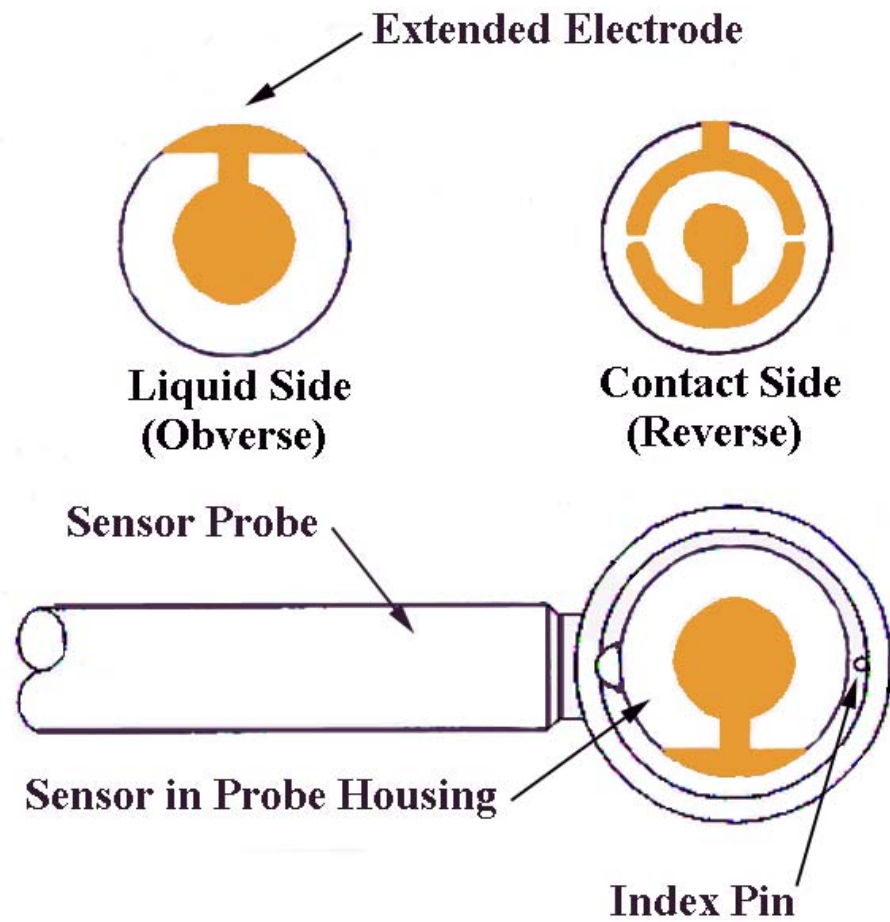 Extended Electrode
Liquid Side
(Obverse)
Contact Side
(Reverse)
Sensor Probe
Sensor in Probe Housing
Index Pin